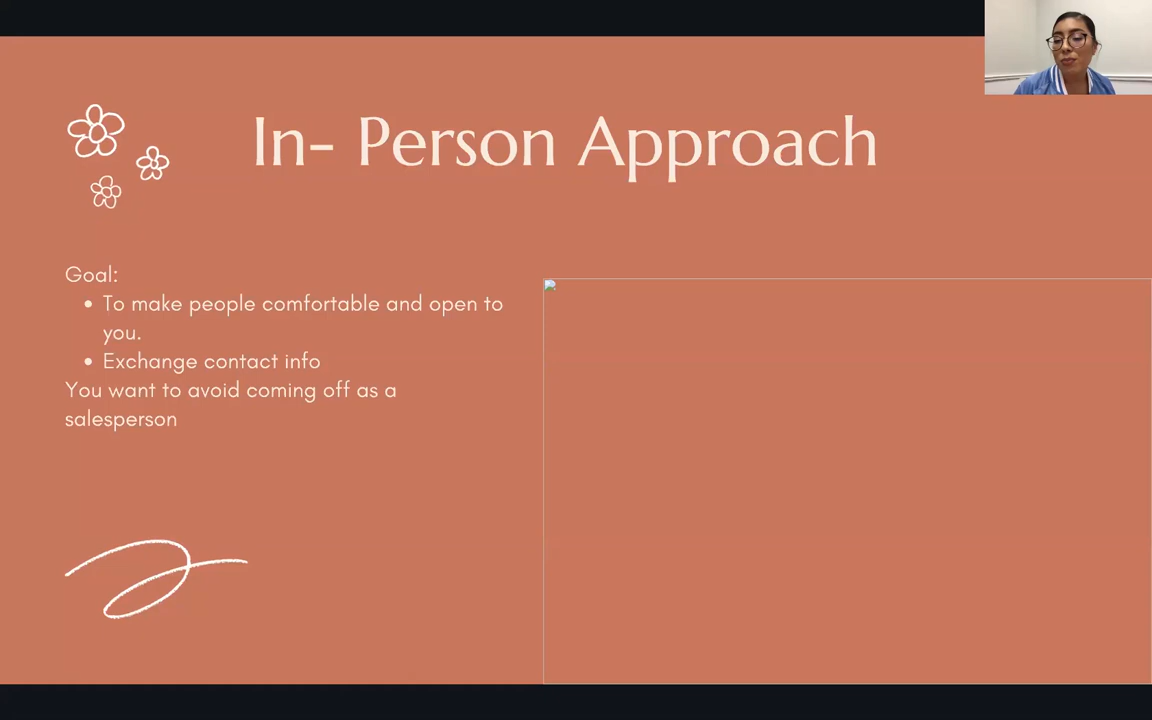 In- Person Approach
Goal:
• To make people comfortable and open to
you.
• Exchange contact info
You want to avoid coming off as a
salesperson